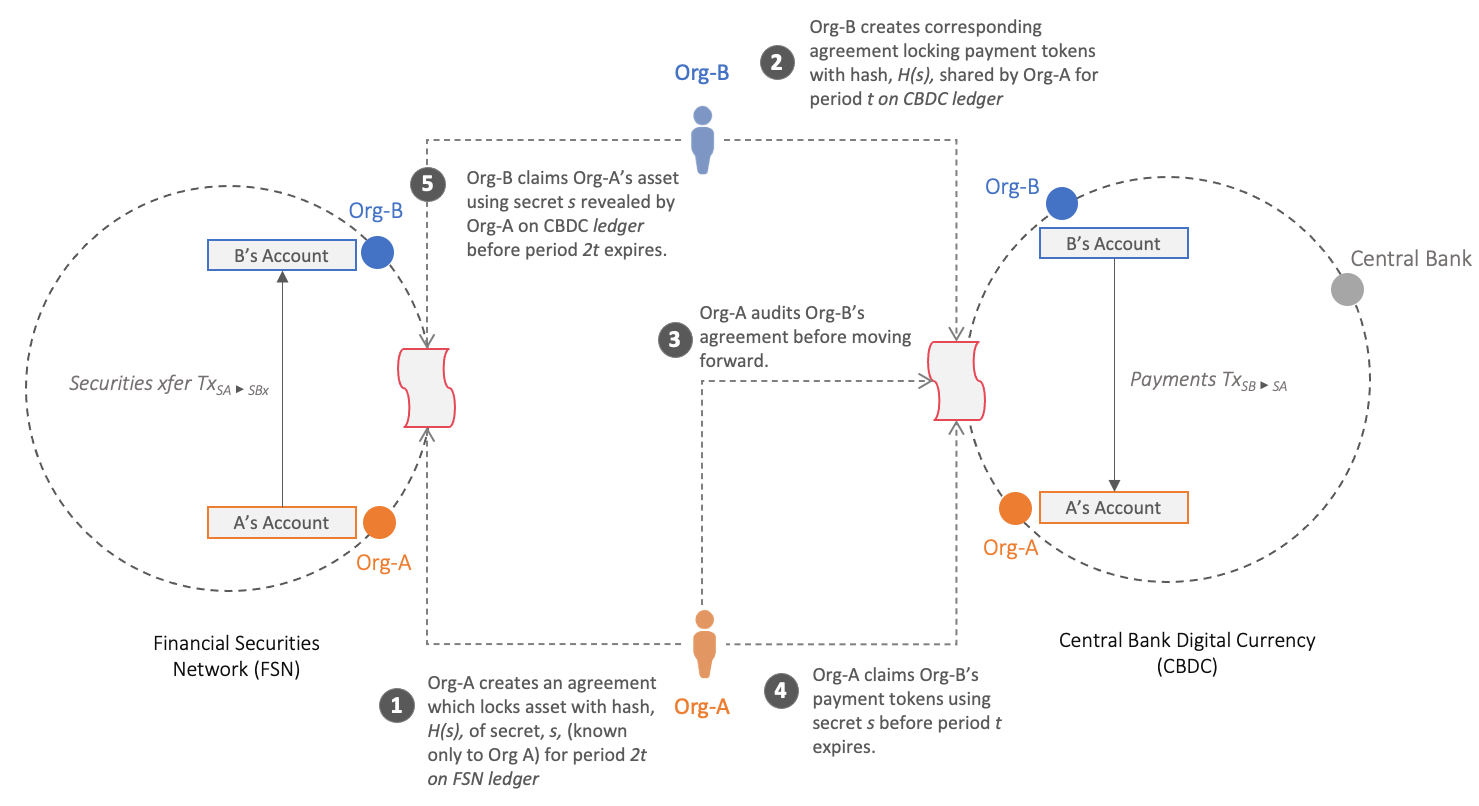 Org-B creates corresponding
agreement locking payment tokens
with hash, H(s), shared by Org-A for
period t on CBDC ledger
2
Org-B
5
Org-B claims Org-A's asset
using secret s revealed by
Org-A on CBDC ledger
before period 2t expires.
Org-B
B's Account
Securities xfer Tx SA ► SBx
A's Account
Org-A
Financial Securities
Network (FSN)
3
Org-A audits Org-B's
agreement before moving
forward.
Org-B
B's Account
Central Bank
Payments Tx SB ► SA
A's Account
Org-A
Central Bank Digital Currency
(CBDC)
1
Org-A creates an agreement
which locks asset with hash,
H(s), of secret, s, (known
only to Org A) for period 2t
on FSN ledger
Org-A
4
Org-A claims Org-B's
payment tokens using
secret s before period t
expires.